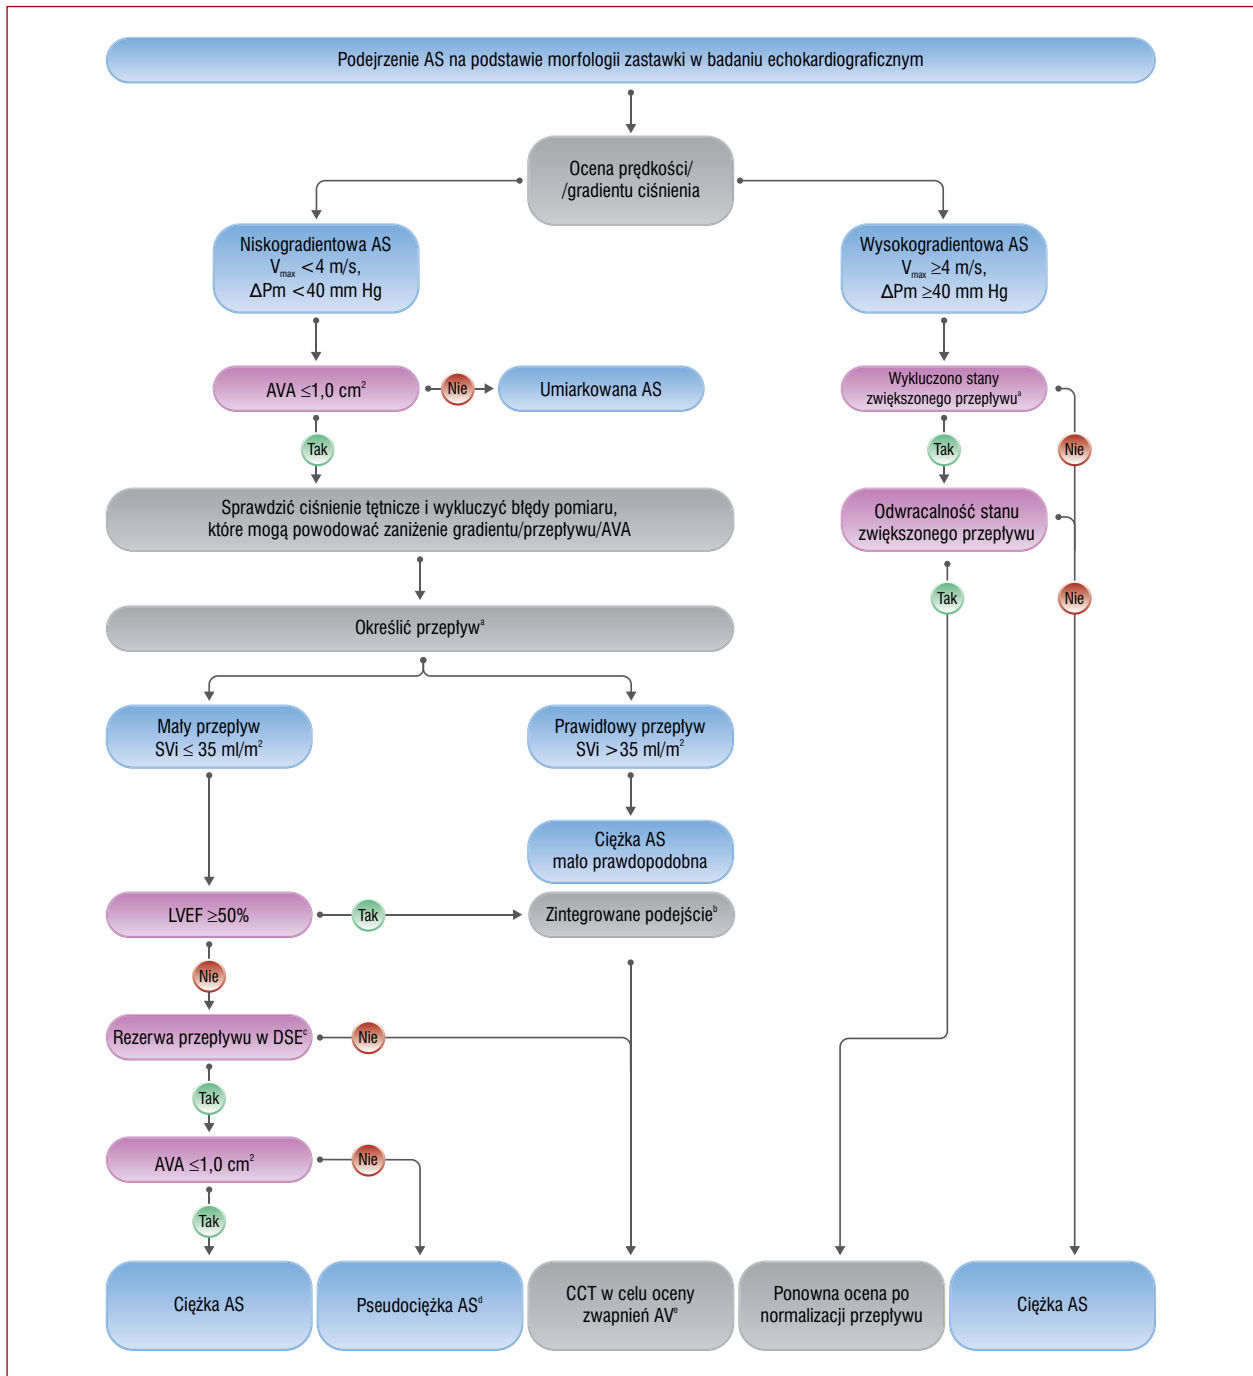 Podejrzenie AS na podstawie morfologii zastawki w badaniu echokardiograficznym
Ocena prędkości/
/gradientu ciśnienia
Niskogradientowa AS
Vmax <4 m/s,
ΔPm <40 mm Hg
Wysokogradientowa AS
Vmax ≥4 m/s,
ΔPm ≥40 mm Hg
AVA ≤1,0 cm²
Nie
Umiarkowana AS
Wykluczono stany
zwiększonego przepływuᵃ
Tak
Tak
Nie
Sprawdzić ciśnienie tętnicze i wykluczyć błędy pomiaru,
które mogą powodować zaniżenie gradientu/przepływu/AVA
Odwracalność stanu
zwiększonego przepływu
Tak
Nie
Określić przepływᵃ
Mały przepływ
SVi ≤ 35 ml/m²
Prawidłowy przepływ
SVi >35 ml/m²
Ciężka AS
mało prawdopodobna
LVEF ≥50%
Tak
Zintegrowane podejścieᵇ
Nie
Rezerwa przepływu w DSEᶜ
Nie
Tak
AVA ≤1,0 cm²
Nie
Tak
Ciężka AS
Pseudociężka ASᵈ
CCT w celu oceny
zwapnień AVᵉ
Ponowna ocena po
normalizacji przepływu
Ciężka AS